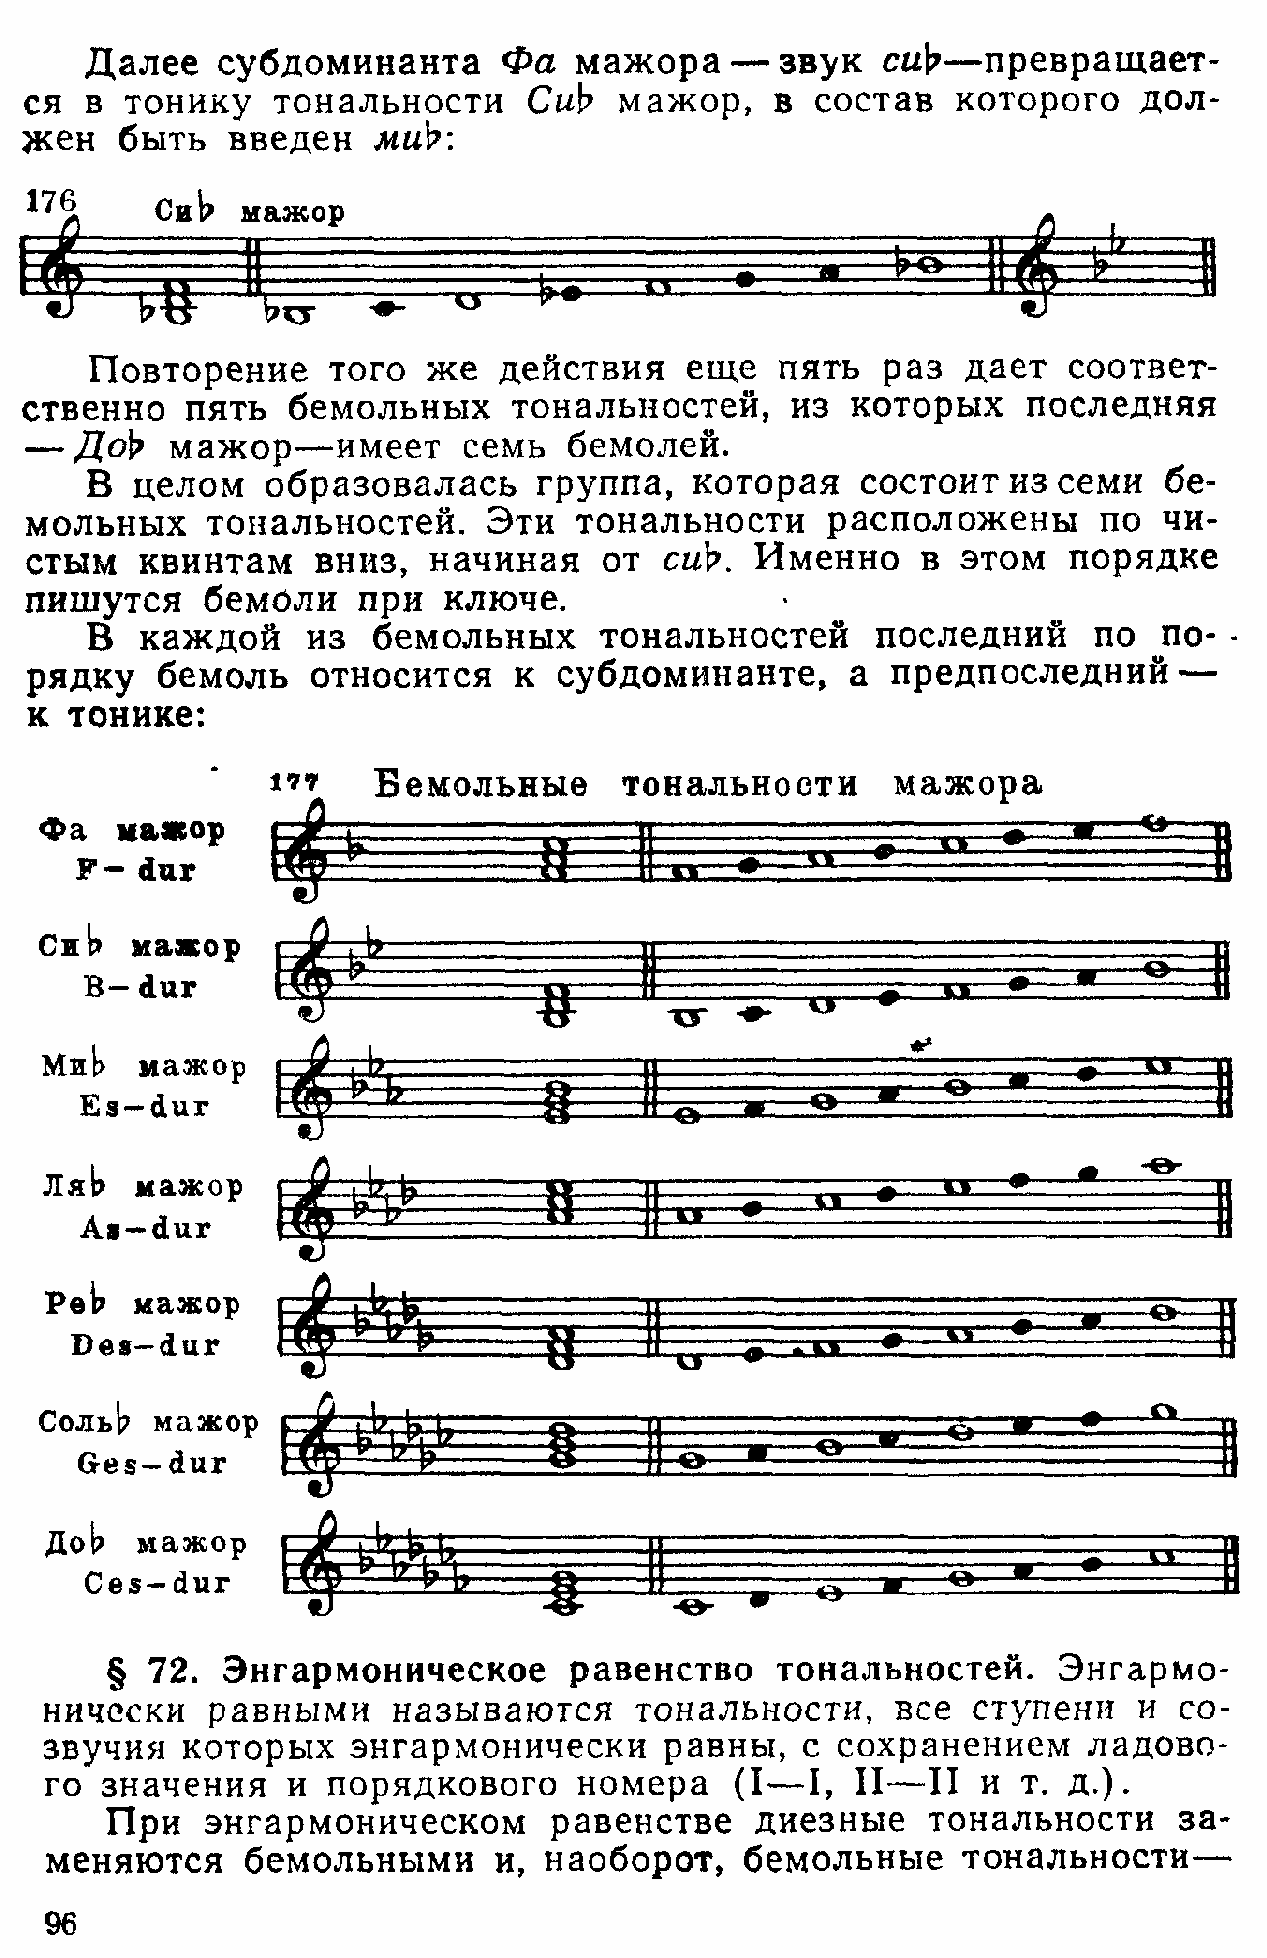 Далее субдоминанта Фа мажора — звук си♭—превращает-
ся в тонику тональности Си♭ мажор, в состав которого дол-
жен быть введен ми♭:
176 Си♭ мажор
Повторение того же действия еще пять раз дает соответ-
ственно пять бемольных тональностей, из которых последняя
— До♭ мажор—имеет семь бемолей.
В целом образовалась группа, которая состоит из семи бе-
мольных тональностей. Эти тональности расположены по чи-
стым квинтам вниз, начиная от си♭. Именно в этом порядке
пишутся бемоли при ключе.
В каждой из бемольных тональностей последний по по-
рядку бемоль относится к субдоминанте, а предпоследний —
к тонике:
177 Бемольные тональности мажора
Фа мажор
F — dur
Си♭ мажор
B — dur
Ми♭ мажор
Es — dur
Ля♭ мажор
As — dur
Ре♭ мажор
Des — dur
Соль♭ мажор
Ges — dur
До♭ мажор
Ces — dur
§ 72. Энгармоническое равенство тональностей. Энгармо-
нически равными называются тональности, все ступени и со-
звучия которых энгармонически равны, с сохранением ладово-
го значения и порядкового номера (I—I, II—II и т. д.).
При энгармоническом равенстве диезные тональности за-
меняются бемольными и, наоборот, бемольные тональности—
96